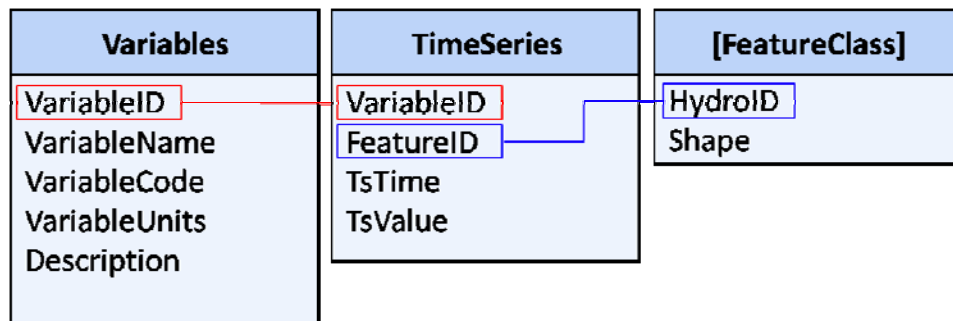 Variables
VariableID
VariableName
VariableCode
VariableUnits
Description
TimeSeries
VariableID
FeatureID
TsTime
TsValue
[FeatureClass]
HydroID
Shape